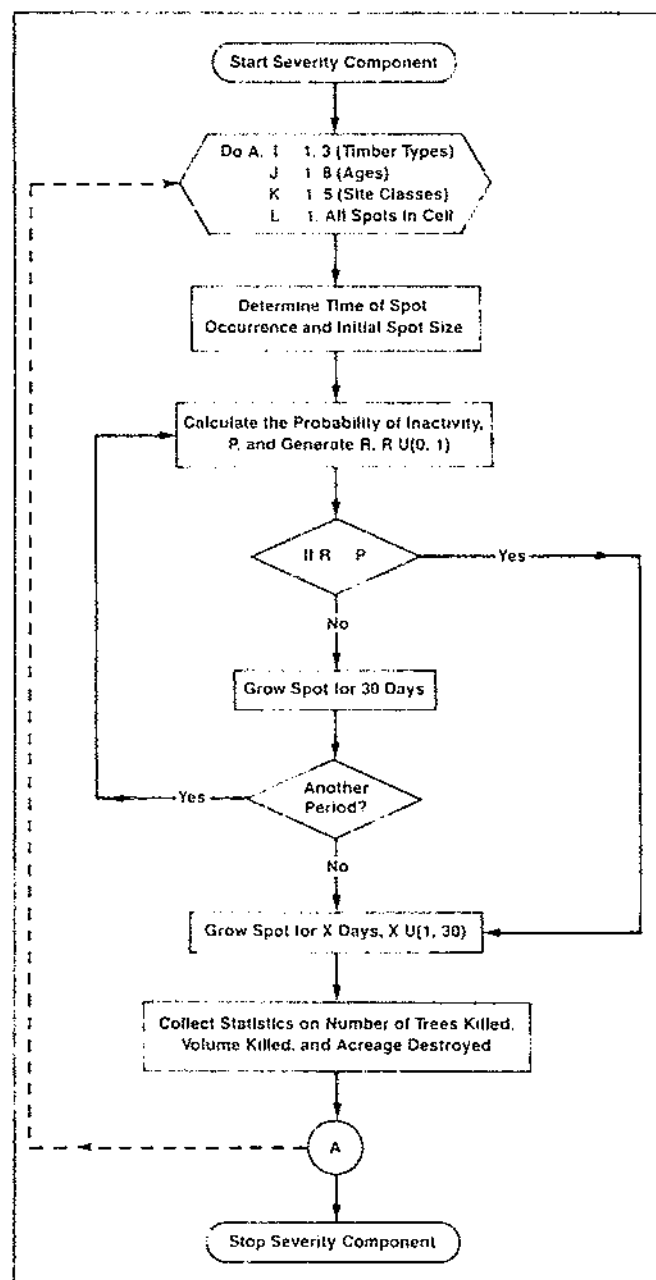 Start Severity Component
Do A, I 1, 3 (Timber Types)
J 1 8 (Ages)
K 1 5 (Site Classes)
L 1, All Spots in Cell
Determine Time of Spot
Occurrence and Initial Spot Size
Calculate the Probability of Inactivity,
P, and Generate R, R U(0, 1)
If R P
Yes
No
Grow Spot for 30 Days
Another
Period?
Yes
No
Grow Spot for X Days, X U(1, 30)
Collect Statistics on Number of Trees Killed,
Volume Killed, and Acreage Destroyed
A
Stop Severity Component